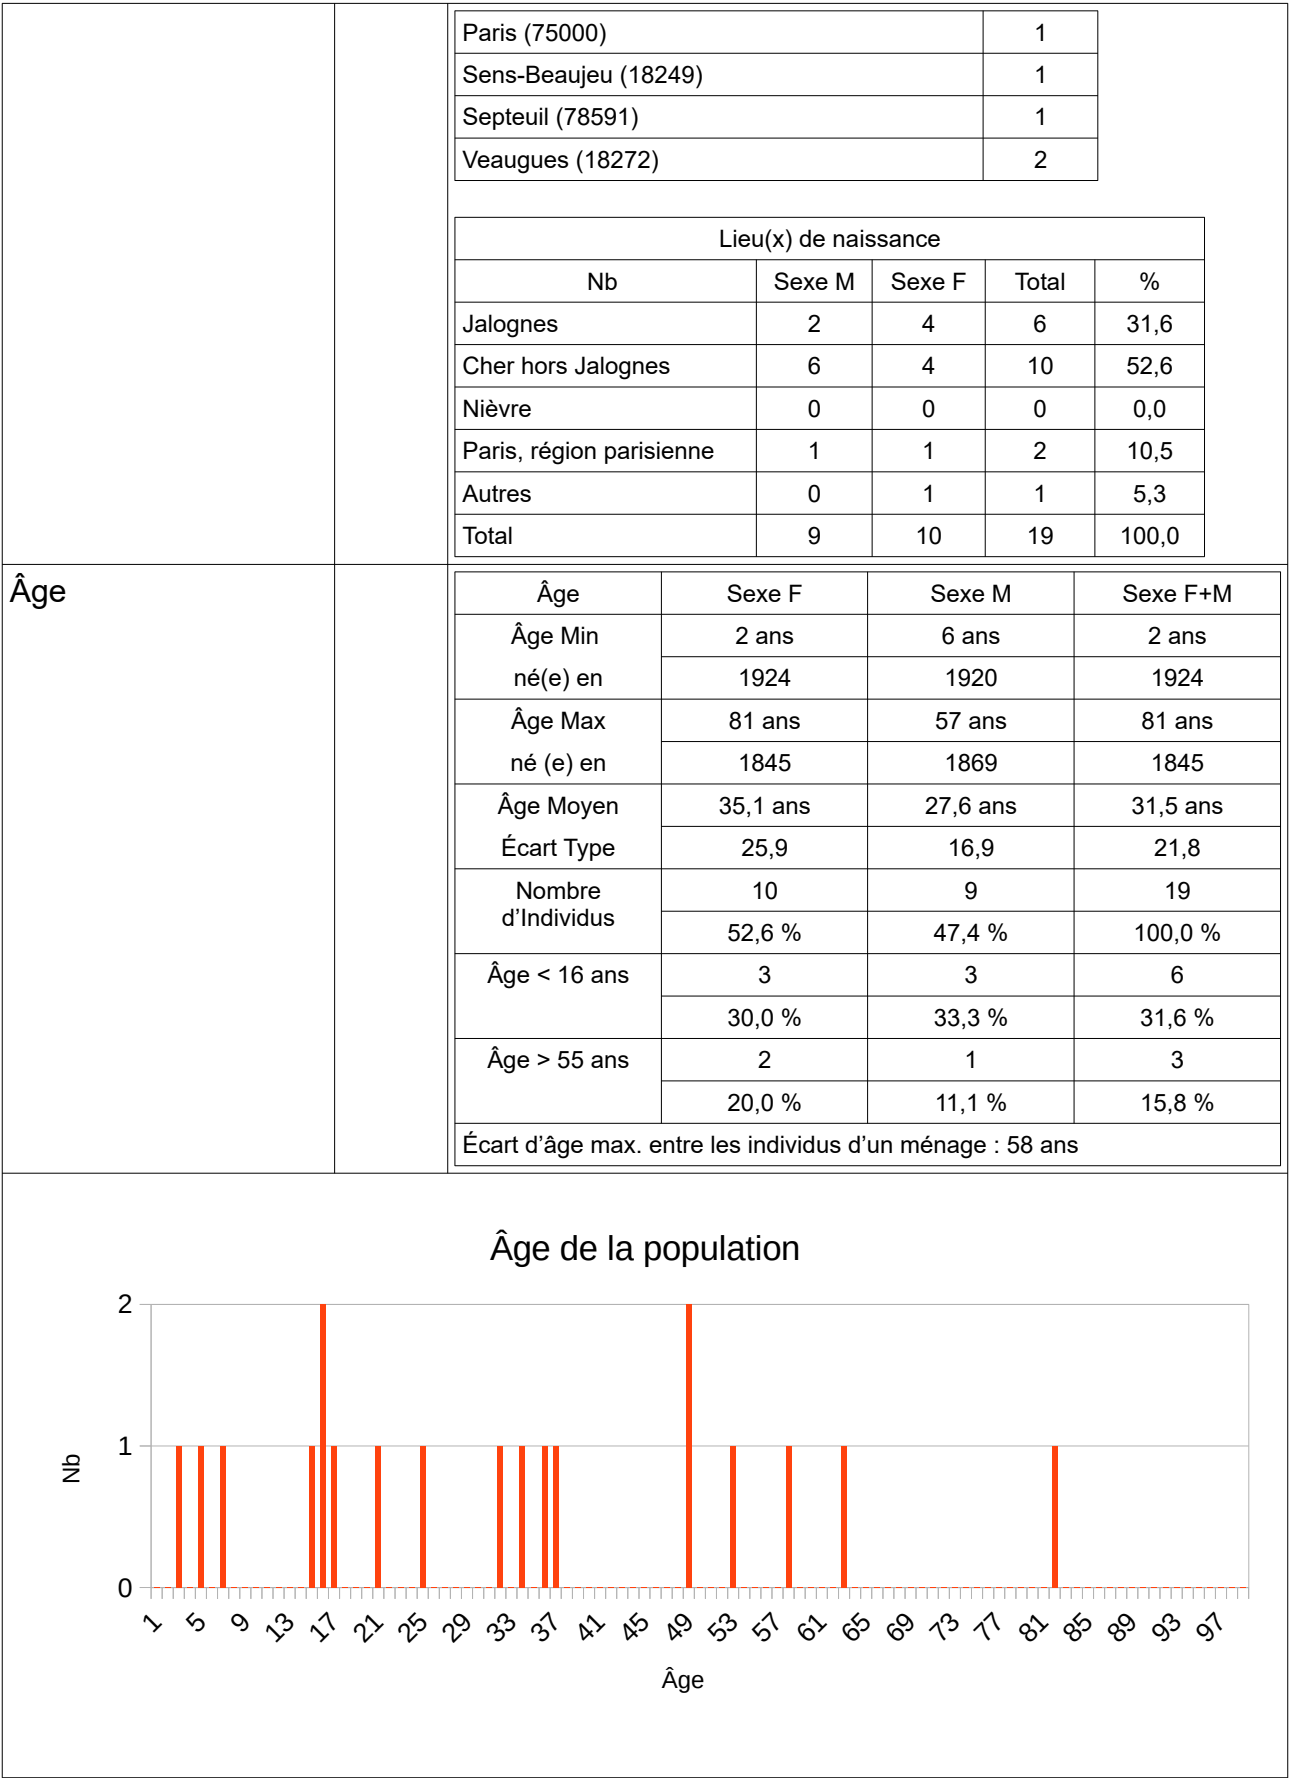 Paris (75000) 1
Sens-Beaujeu (18249) 1
Septeuil (78591) 1
Veaugues (18272) 2
Lieu(x) de naissance
Nb Sexe M Sexe F Total %
Jalognes 2 4 6 31,6
Cher hors Jalognes 6 4 10 52,6
Nièvre 0 0 0 0,0
Paris, région parisienne 1 1 2 10,5
Autres 0 1 1 5,3
Total 9 10 19 100,0
Âge
Âge Sexe F Sexe M Sexe F+M
Âge Min 2 ans 6 ans 2 ans
né(e) en 1924 1920 1924
Âge Max 81 ans 57 ans 81 ans
né (e) en 1845 1869 1845
Âge Moyen 35,1 ans 27,6 ans 31,5 ans
Écart Type 25,9 16,9 21,8
Nombre 10 9 19
d’Individus
52,6 % 47,4 % 100,0 %
Âge < 16 ans 3 3 6
30,0 % 33,3 % 31,6 %
Âge > 55 ans 2 1 3
20,0 % 11,1 % 15,8 %
Écart d’âge max. entre les individus d’un ménage : 58 ans
Âge de la population
2
1
0
Nb
1 5 9 13 17 21 25 29 33 37 41 45 49 53 57 61 65 69 73 77 81 85 89 93 97
Âge